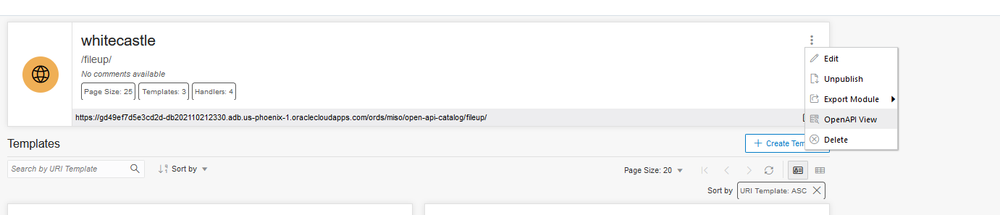 whitecastle
/fileup/
No comments available
Page Size: 25
Templates: 3
Handlers: 4
https://gd49ef7d5e3cd2d-db202110212330.adb.us-phoenix-1.oraclecloudapps.com/ords/miso/open-api-catalog/fileup/
Edit
Unpublish
Export Module
OpenAPI View
Delete
Templates
Create Tem
Search by URI Template
Sort by
Page Size: 20
Sort by
URI Template: ASC